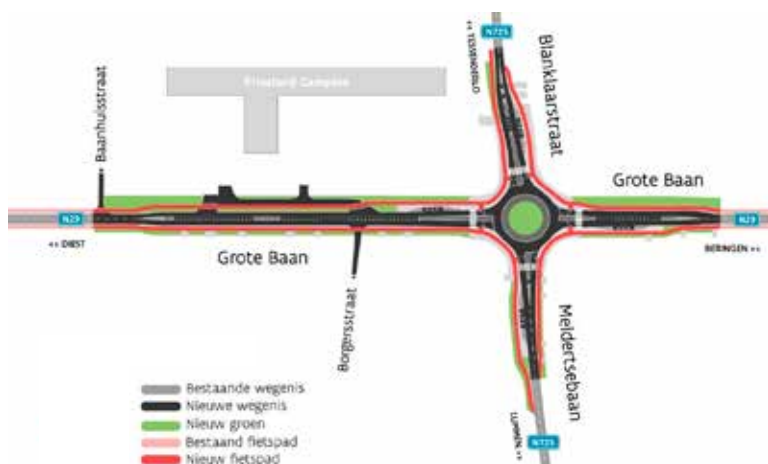 N725
<< TESSENDERLO
Blanklaarstraat
Baanhuisstraat
Grote Baan
N29
<< DIEST
Grote Baan
N29
BERINGEN >>
Borgersstraat
Meldertsebaan
LUMMEN >>
N725
Bestaande wegenis
Nieuwe wegenis
Nieuw groen
Bestaand fietspad
Nieuw fietspad